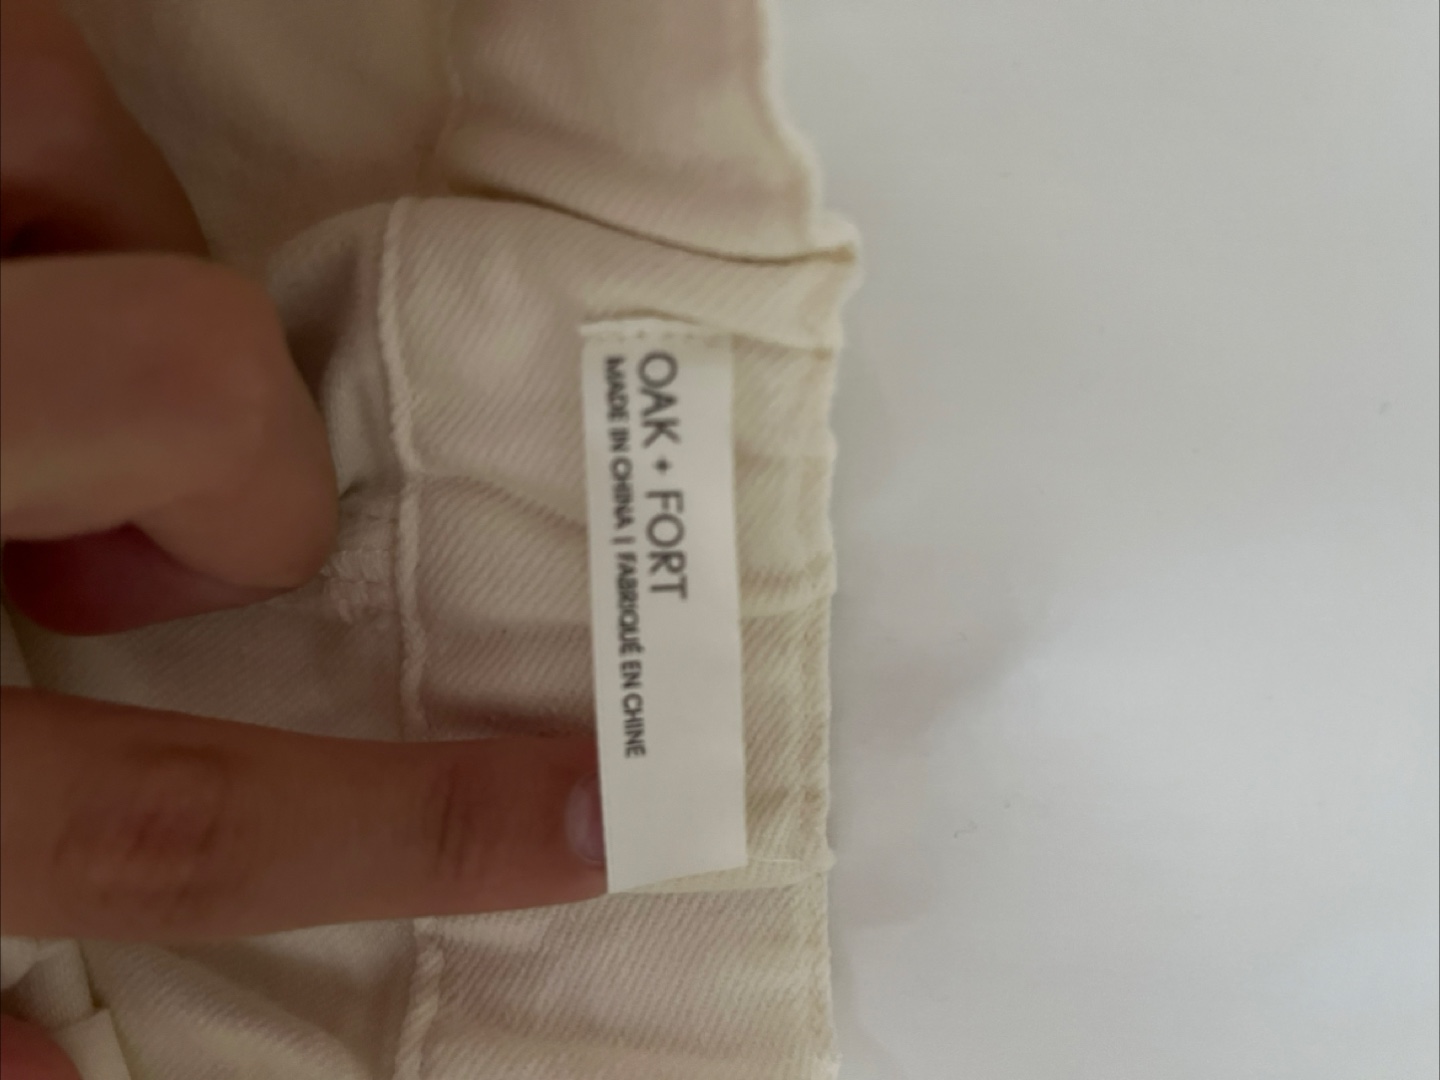 OAK + FORT
MADE IN CHINA | FABRIQUÉ EN CHINE